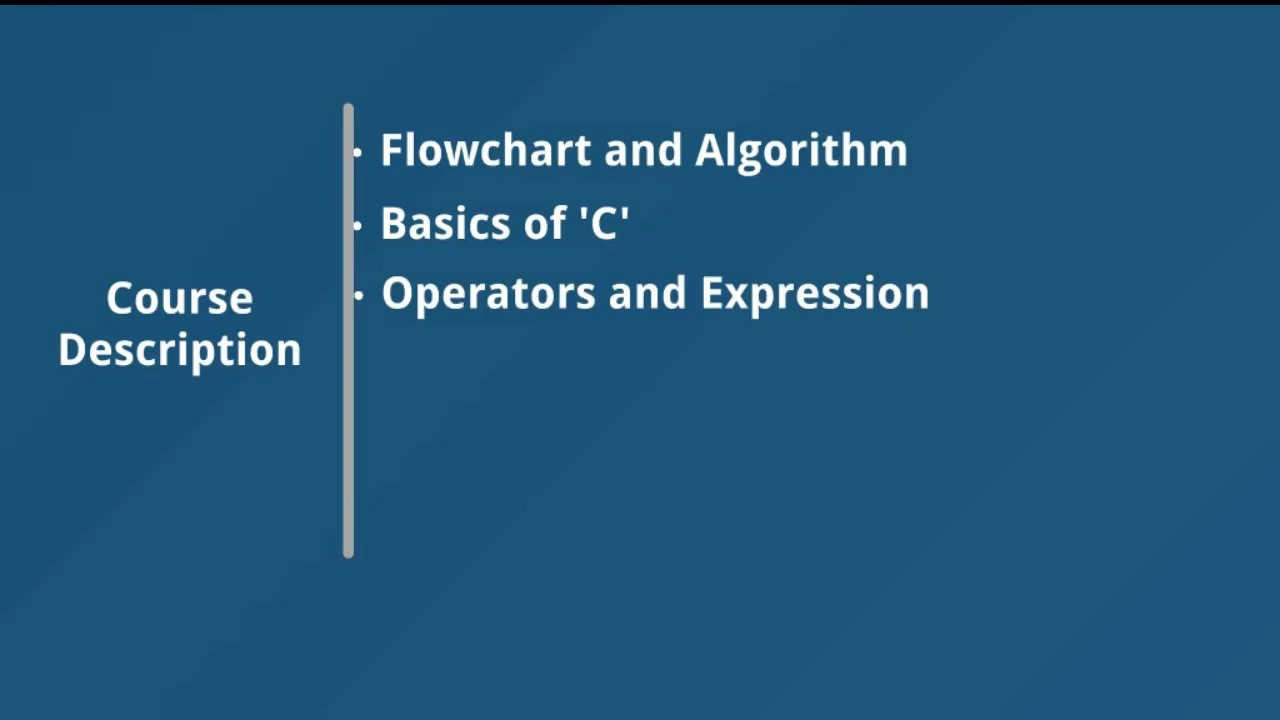 Course
Description
• Flowchart and Algorithm
• Basics of 'C'
• Operators and Expression